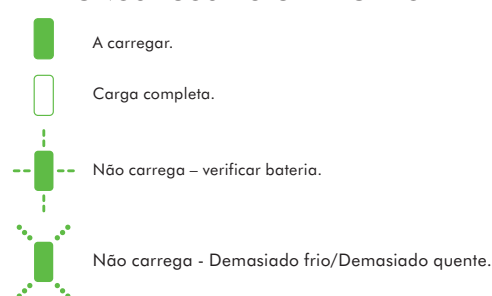 A carregar.
Carga completa.
Não carrega – verificar bateria.
Não carrega - Demasiado frio/Demasiado quente.